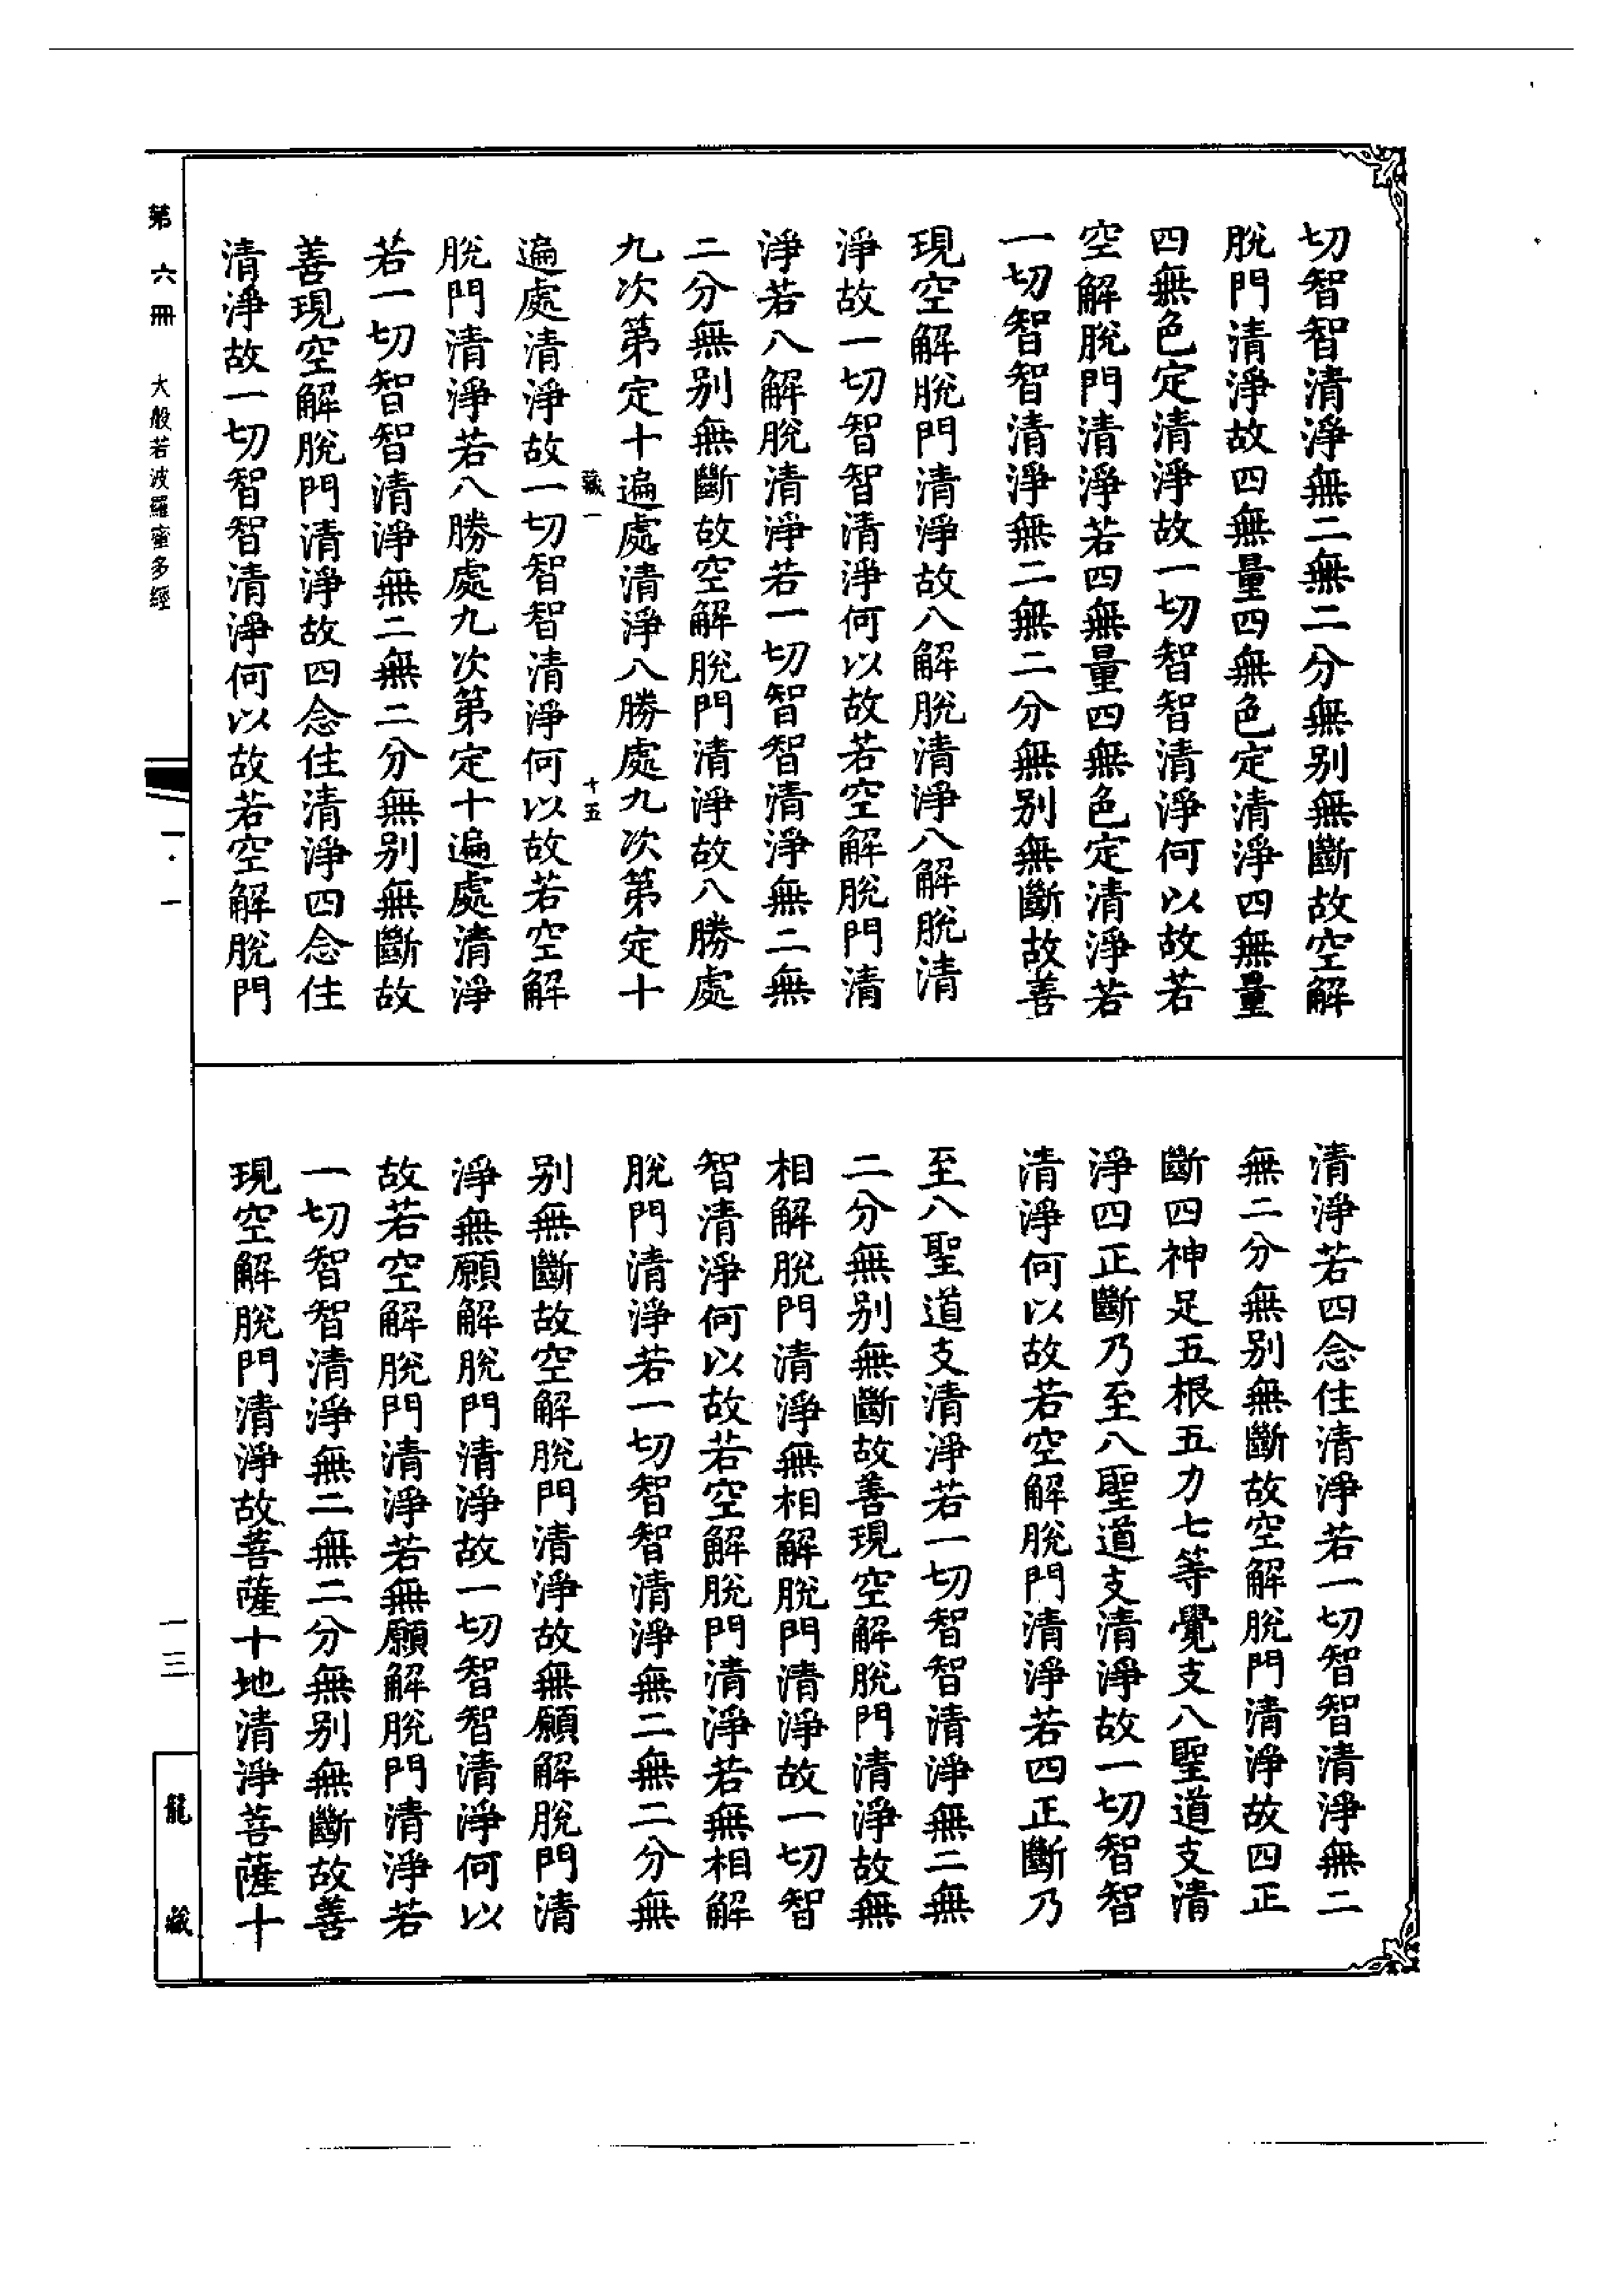 切智智清淨無二無二分無别無斷故空解
脫門清淨故四無量四無色定清淨四無量
四無色定清淨故一切智智清淨何以故若
空解脫門清淨若四無量四無色定清淨若
一切智智清淨無二無二分無别無斷故善
現空解脫門清淨故八解脫清淨八解脫清
淨故一切智智清淨何以故若空解脫門清
淨若八解脫清淨若一切智智清淨無二無
二分無别無斷故空解脫門清淨故八勝處
九次第定十遍處清淨八勝處九次第定十
藏一 十五
遍處清淨故一切智智清淨何以故若空解
脫門清淨若八勝處九次第定十遍處清淨
若一切智智清淨無二無二分無别無斷故
善現空解脫門清淨故四念住清淨四念住
清淨故一切智智清淨何以故若空解脫門
清淨若四念住清淨若一切智智清淨無二
無二分無别無斷故空解脫門清淨故四正
斷四神足五根五力七等覺支八聖道支清
淨四正斷乃至八聖道支清淨故一切智智
清淨何以故若空解脫門清淨若四正斷乃
至八聖道支清淨若一切智智清淨無二無
二分無别無斷故善現空解脫門清淨故無
相解脫門清淨無相解脫門清淨故一切智
智清淨何以故若空解脫門清淨若無相解
脫門清淨若一切智智清淨無二無二分無
别無斷故空解脫門清淨故無願解脫門清
淨無願解脫門清淨故一切智智清淨何以
故若空解脫門清淨若無願解脫門清淨若
一切智智清淨無二無二分無别無斷故善
現空解脫門清淨故菩薩十地清淨菩薩十
第六冊 大般若波羅蜜多經
一·一
一三
龍藏